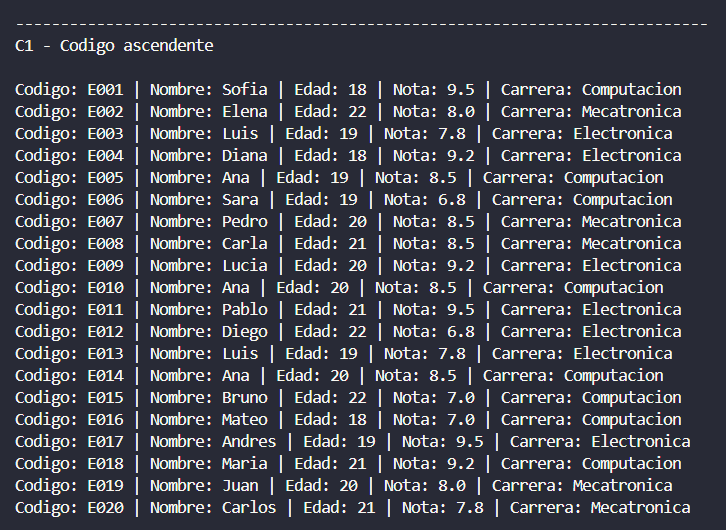 -----------------------------------------------------------------------------
C1 - Codigo ascendente
Codigo: E001 | Nombre: Sofia | Edad: 18 | Nota: 9.5 | Carrera: Computacion
Codigo: E002 | Nombre: Elena | Edad: 22 | Nota: 8.0 | Carrera: Mecatronica
Codigo: E003 | Nombre: Luis | Edad: 19 | Nota: 7.8 | Carrera: Electronica
Codigo: E004 | Nombre: Diana | Edad: 18 | Nota: 9.2 | Carrera: Electronica
Codigo: E005 | Nombre: Ana | Edad: 19 | Nota: 8.5 | Carrera: Computacion
Codigo: E006 | Nombre: Sara | Edad: 19 | Nota: 6.8 | Carrera: Computacion
Codigo: E007 | Nombre: Pedro | Edad: 20 | Nota: 8.5 | Carrera: Mecatronica
Codigo: E008 | Nombre: Carla | Edad: 21 | Nota: 8.5 | Carrera: Mecatronica
Codigo: E009 | Nombre: Lucia | Edad: 20 | Nota: 9.2 | Carrera: Electronica
Codigo: E010 | Nombre: Ana | Edad: 20 | Nota: 8.5 | Carrera: Computacion
Codigo: E011 | Nombre: Pablo | Edad: 21 | Nota: 9.5 | Carrera: Electronica
Codigo: E012 | Nombre: Diego | Edad: 22 | Nota: 6.8 | Carrera: Electronica
Codigo: E013 | Nombre: Luis | Edad: 19 | Nota: 7.8 | Carrera: Electronica
Codigo: E014 | Nombre: Ana | Edad: 20 | Nota: 8.5 | Carrera: Computacion
Codigo: E015 | Nombre: Bruno | Edad: 22 | Nota: 7.0 | Carrera: Computacion
Codigo: E016 | Nombre: Mateo | Edad: 18 | Nota: 7.0 | Carrera: Computacion
Codigo: E017 | Nombre: Andres | Edad: 19 | Nota: 9.5 | Carrera: Electronica
Codigo: E018 | Nombre: Maria | Edad: 21 | Nota: 9.2 | Carrera: Computacion
Codigo: E019 | Nombre: Juan | Edad: 20 | Nota: 8.0 | Carrera: Mecatronica
Codigo: E020 | Nombre: Carlos | Edad: 21 | Nota: 7.8 | Carrera: Mecatronica